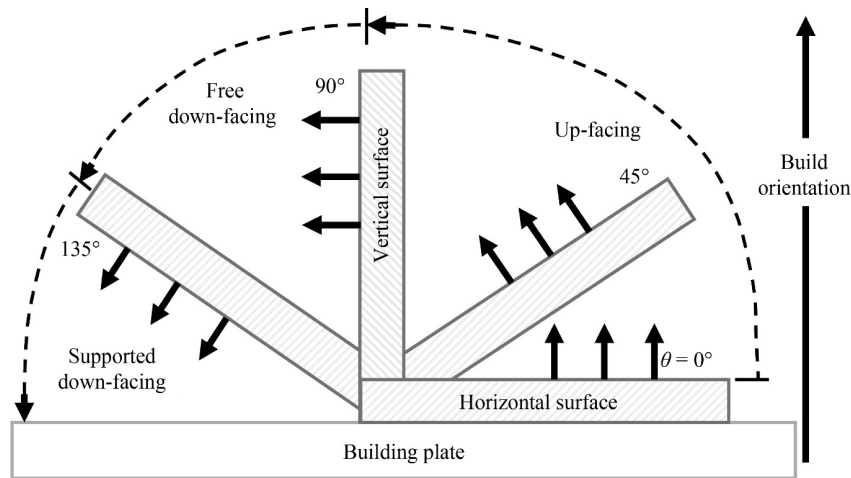 Free
down-facing
90°
Vertical surface
Up-facing
45°
Build
orientation
135°
Supported
down-facing
θ = 0°
Horizontal surface
Building plate